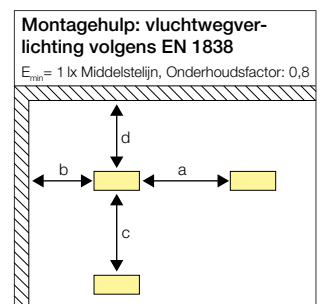 Montagehulp: vluchtwegver-
lichting volgens EN 1838
Emin= 1 lx Middelstelijn, Onderhoudsfactor: 0,8
d
b
a
c